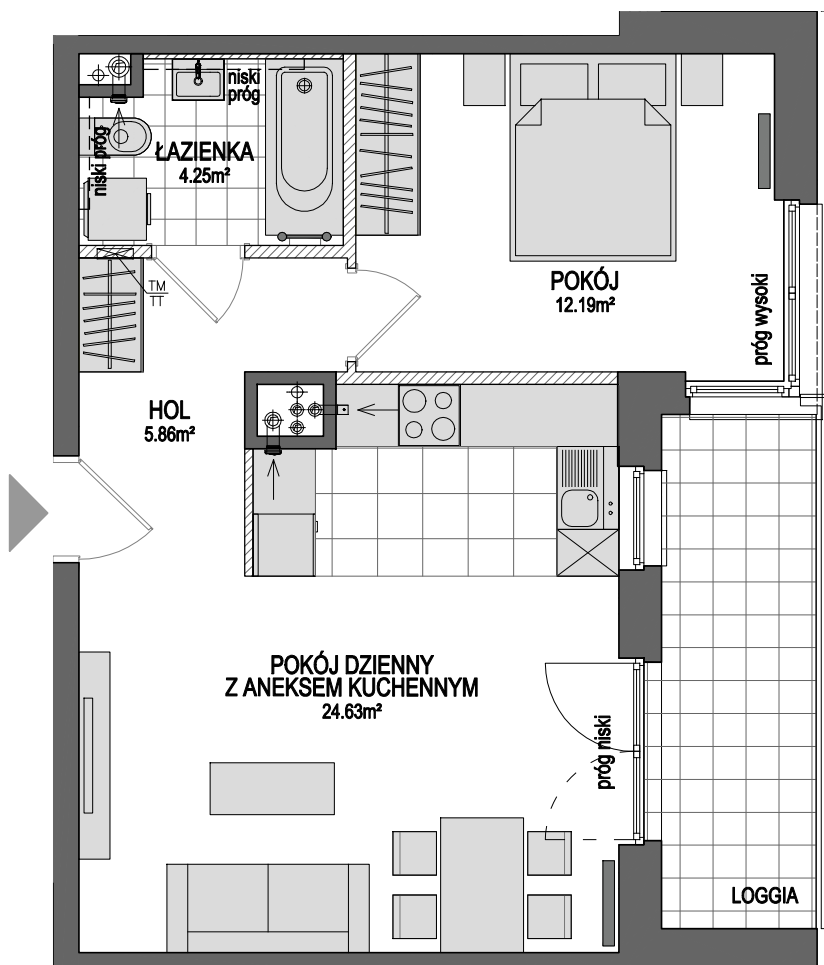 niski
próg
niski próg
ŁAZIENKA
4.25m²
POKÓJ
12.19m²
próg wysoki
TM
TT
HOL
5.86m²
POKÓJ DZIENNY
Z ANEKSEM KUCHENNYM
24.63m²
próg niski
LOGGIA